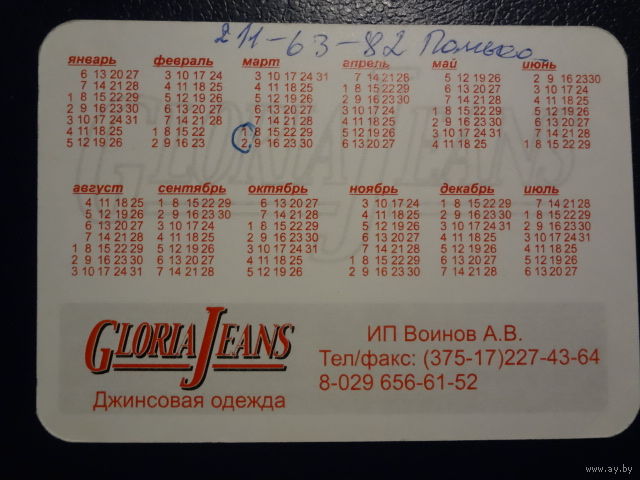 211-63-82
январь февраль март апрель май июнь
6 13 20 27 3 10 17 24 3 10 17 24 31 7 14 21 28 5 12 19 26 2 9 16 2330
7 14 21 28 4 11 18 25 4 11 18 25 1 8 15 22 29 6 13 20 27 3 10 17 24
1 8 15 22 29 5 12 19 26 5 12 19 26 2 9 16 23 30 7 14 21 28 4 11 18 25
2 9 16 23 30 6 13 20 27 6 13 20 27 3 10 17 24 1 8 15 22 29 5 12 19 26
3 10 17 24 31 7 14 21 28 7 14 21 28 4 11 18 25 2 9 16 23 30 6 13 20 27
4 11 18 25 1 8 15 22 1 8 15 22 29 5 12 19 26 3 10 17 24 31 7 14 21 28
5 12 19 26 2 9 16 23 2 9 16 23 30 6 13 20 27 4 11 18 25 1 8 15 22 29
август сентябрь октябрь ноябрь декабрь июль
4 11 18 25 1 8 15 22 29 6 13 20 27 3 10 17 24 1 8 15 22 29 7 14 21 28
5 12 19 26 2 9 16 23 30 7 14 21 28 4 11 18 25 2 9 16 23 30 1 8 15 22 29
6 13 20 27 3 10 17 24 1 8 15 22 29 5 12 19 26 3 10 17 24 31 2 9 16 23 30
7 14 21 28 4 11 18 25 2 9 16 23 30 6 13 20 27 4 11 18 25 3 10 17 24 31
1 8 15 22 29 5 12 19 26 3 10 17 24 31 7 14 21 28 5 12 19 26 4 11 18 25
2 9 16 23 30 6 13 20 27 4 11 18 25 1 8 15 22 29 6 13 20 27 5 12 19 26
3 10 17 24 31 7 14 21 28 5 12 19 26 2 9 16 23 30 7 14 21 28 6 13 20 27
GLORIA JEANS
Джинсовая одежда
ИП Воинов А.В.
Тел/факс: (375-17)227-43-64
8-029 656-61-52
www.ay.by